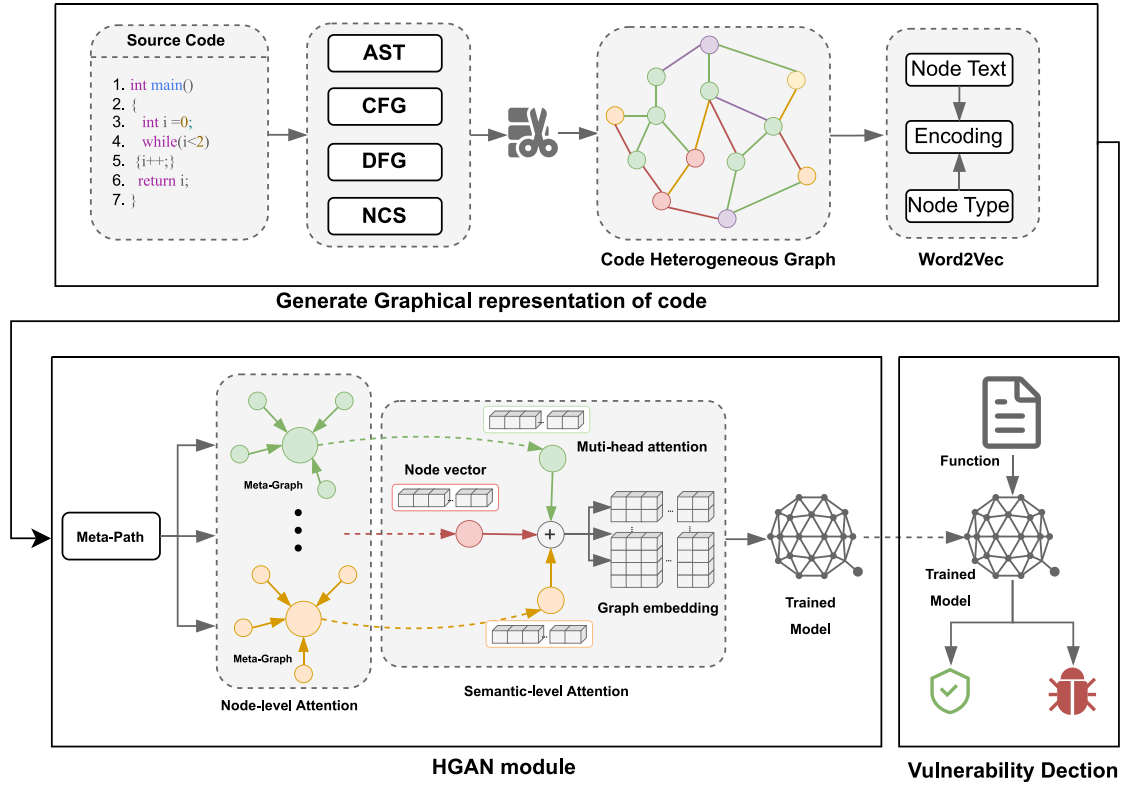 Source Code
1. int main()
2. {
3. int i =0;
4. while(i<2)
5. {i++;}
6. return i;
7. }
AST
CFG
DFG
NCS
Code Heterogeneous Graph
Node Text
Encoding
Node Type
Word2Vec
Generate Graphical representation of code
Meta-Path
Meta-Graph
Meta-Graph
Node-level Attention
Node vector
Muti-head attention
Graph embedding
Semantic-level Attention
Trained
Model
HGAN module
Function
Trained
Model
Vulnerability Dection